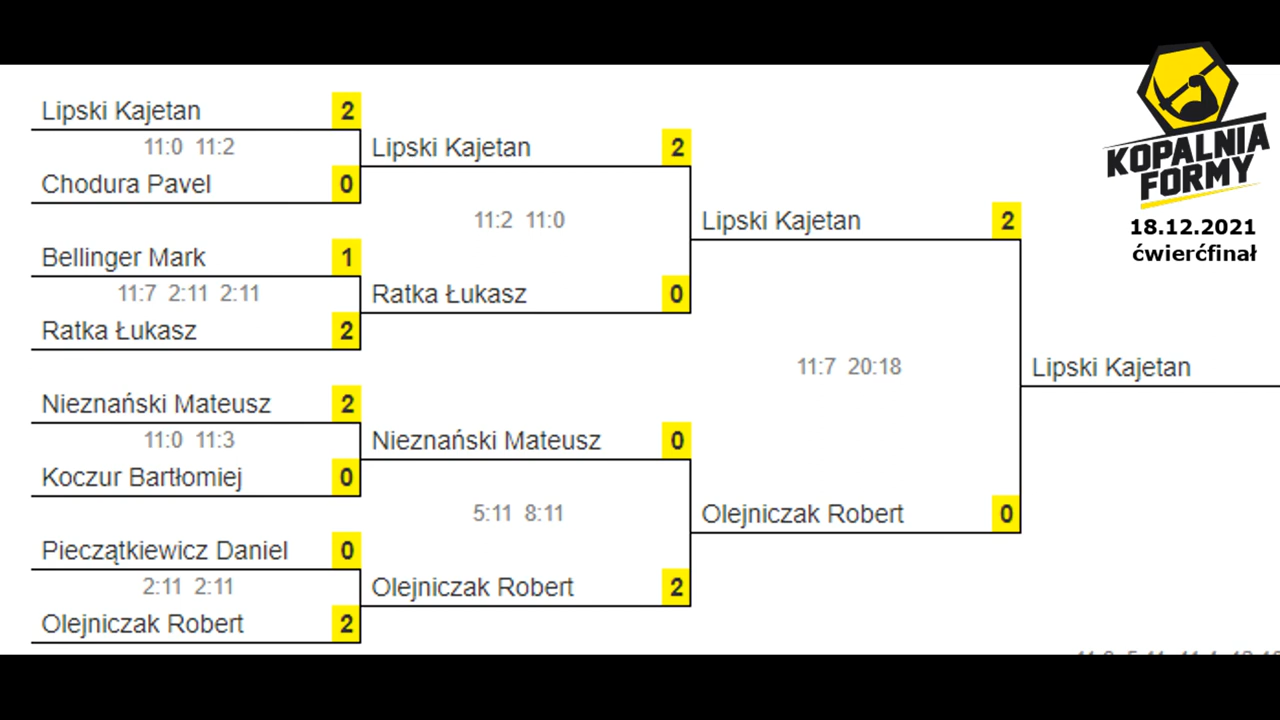 Lipski Kajetan 2
11:0 11:2
Chodura Pavel 0
Bellinger Mark 1
11:7 2:11 2:11
Ratka Łukasz 2
Nieznański Mateusz 2
11:0 11:3
Koczur Bartłomiej 0
Pieczątkiewicz Daniel 0
2:11 2:11
Olejniczak Robert 2
Lipski Kajetan 2
11:2 11:0
Ratka Łukasz 0
Nieznański Mateusz 0
5:11 8:11
Olejniczak Robert 2
Lipski Kajetan 2
11:7 20:18
Olejniczak Robert 0
Lipski Kajetan
KOPALNIA
FORMY
18.12.2021
ćwierćfinał